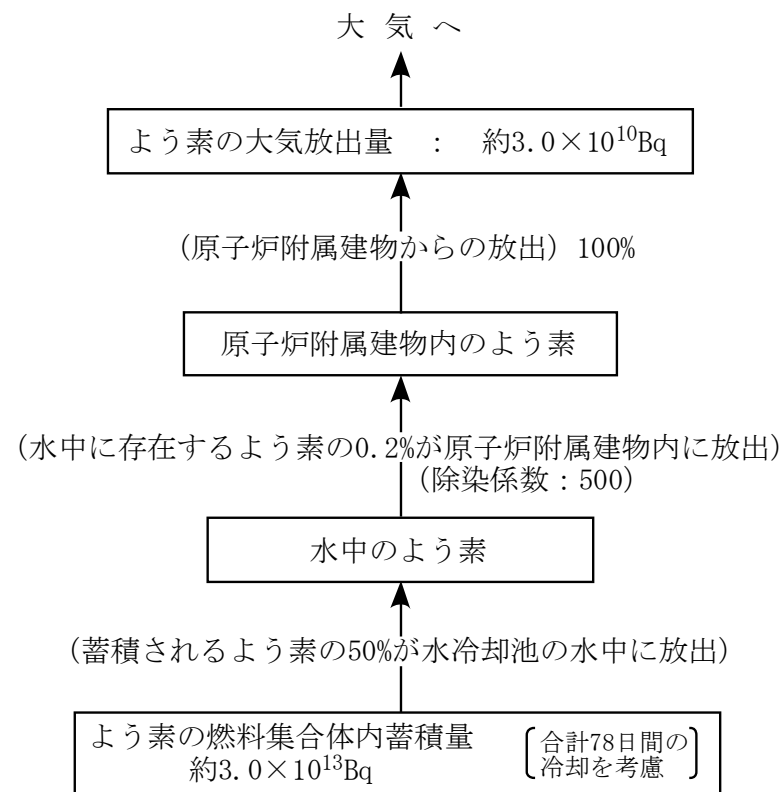 大 気 へ
よう素の大気放出量 : 約3.0×10¹⁰Bq
(原子炉附属建物からの放出) 100%
原子炉附属建物内のよう素
(水中に存在するよう素の0.2%が原子炉附属建物内に放出)
(除染係数:500)
水中のよう素
(蓄積されるよう素の50%が水冷却池の水中に放出)
よう素の燃料集合体内蓄積量
約3.0×10¹³Bq
合計78日間の
冷却を考慮